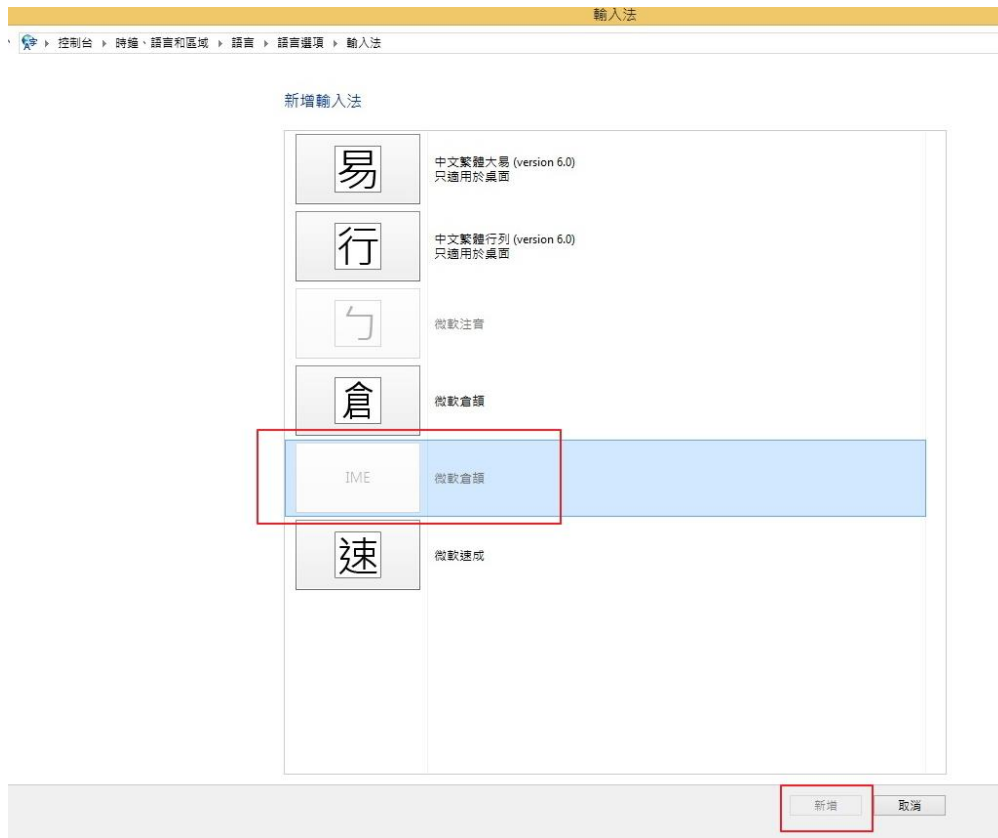 輸入法
控制台 ▸ 時鐘、語言和區域 ▸ 語言 ▸ 語言選項 ▸ 輸入法
新增輸入法
易
中文繁體大易 (version 6.0)
只適用於桌面
行
中文繁體行列 (version 6.0)
只適用於桌面
ㄅ
微軟注音
倉
微軟倉頡
IME
微軟倉頡
速
微軟速成
新增
取消